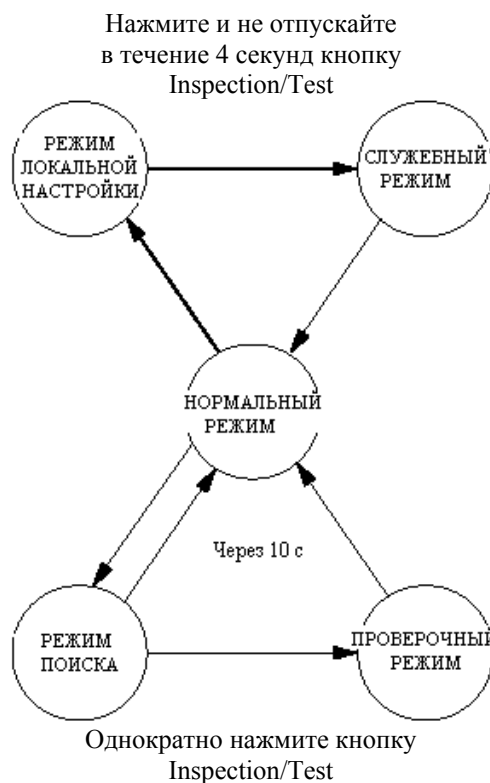 Нажмите и не отпускайте
в течение 4 секунд кнопку
Inspection/Test
РЕЖИМ
ЛОКАЛЬНОЙ
НАСТРОЙКИ
СЛУЖЕБНЫЙ
РЕЖИМ
НОРМАЛЬНЫЙ
РЕЖИМ
Через 10 с
РЕЖИМ
ПОИСКА
ПРОВЕРОЧНЫЙ
РЕЖИМ
Однократно нажмите кнопку
Inspection/Test